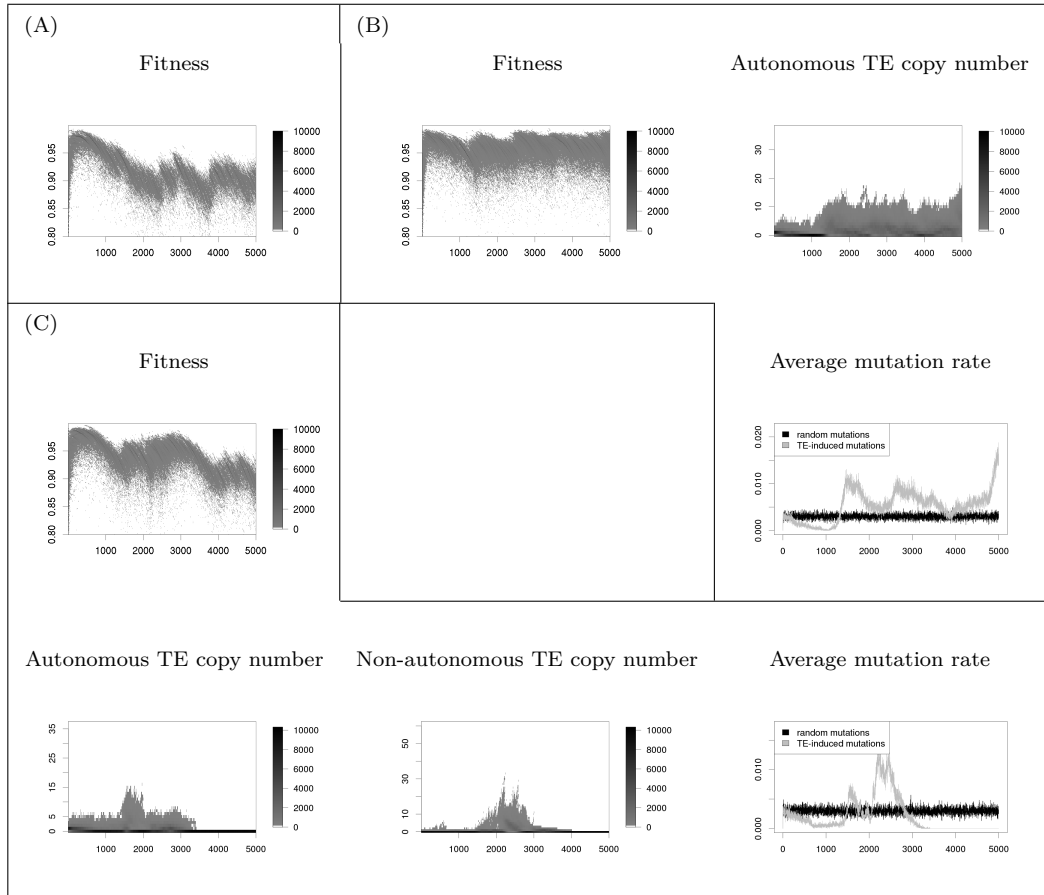 (A)
Fitness
0.80 0.85 0.90 0.95
1000 2000 3000 4000 5000
10000
8000
6000
4000
2000
0
(B)
Fitness
0.80 0.85 0.90 0.95
1000 2000 3000 4000 5000
10000
8000
6000
4000
2000
0
Autonomous TE copy number
0 10 20 30
1000 2000 3000 4000 5000
10000
8000
6000
4000
2000
0
Average mutation rate
random mutations
TE-induced mutations
0.000 0.010 0.020
0 1000 2000 3000 4000 5000
(C)
Fitness
0.80 0.85 0.90 0.95
1000 2000 3000 4000 5000
10000
8000
6000
4000
2000
0
Autonomous TE copy number
0 5 15 25 35
1000 2000 3000 4000 5000
10000
8000
6000
4000
2000
0
Non-autonomous TE copy number
0 10 30 50 60
1000 2000 3000 4000 5000
10000
8000
6000
4000
2000
0
Average mutation rate
random mutations
TE-induced mutations
0.000 0.010
0 1000 2000 3000 4000 5000